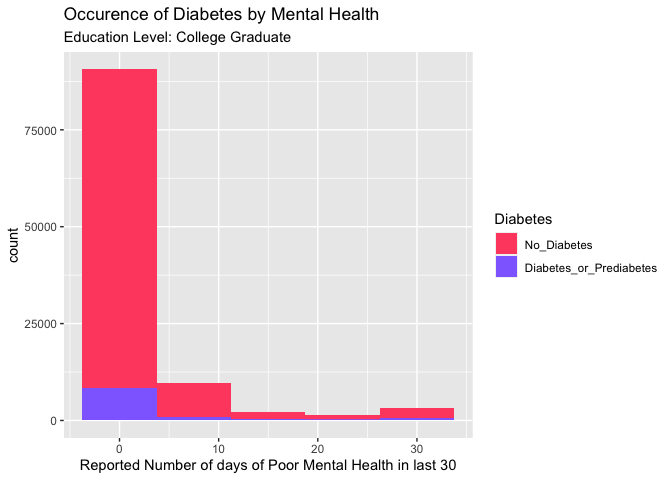 Occurence of Diabetes by Mental Health
Education Level: College Graduate
75000
50000
25000
0
count
0
10
20
30
Reported Number of days of Poor Mental Health in last 30
Diabetes
No_Diabetes
Diabetes_or_Prediabetes